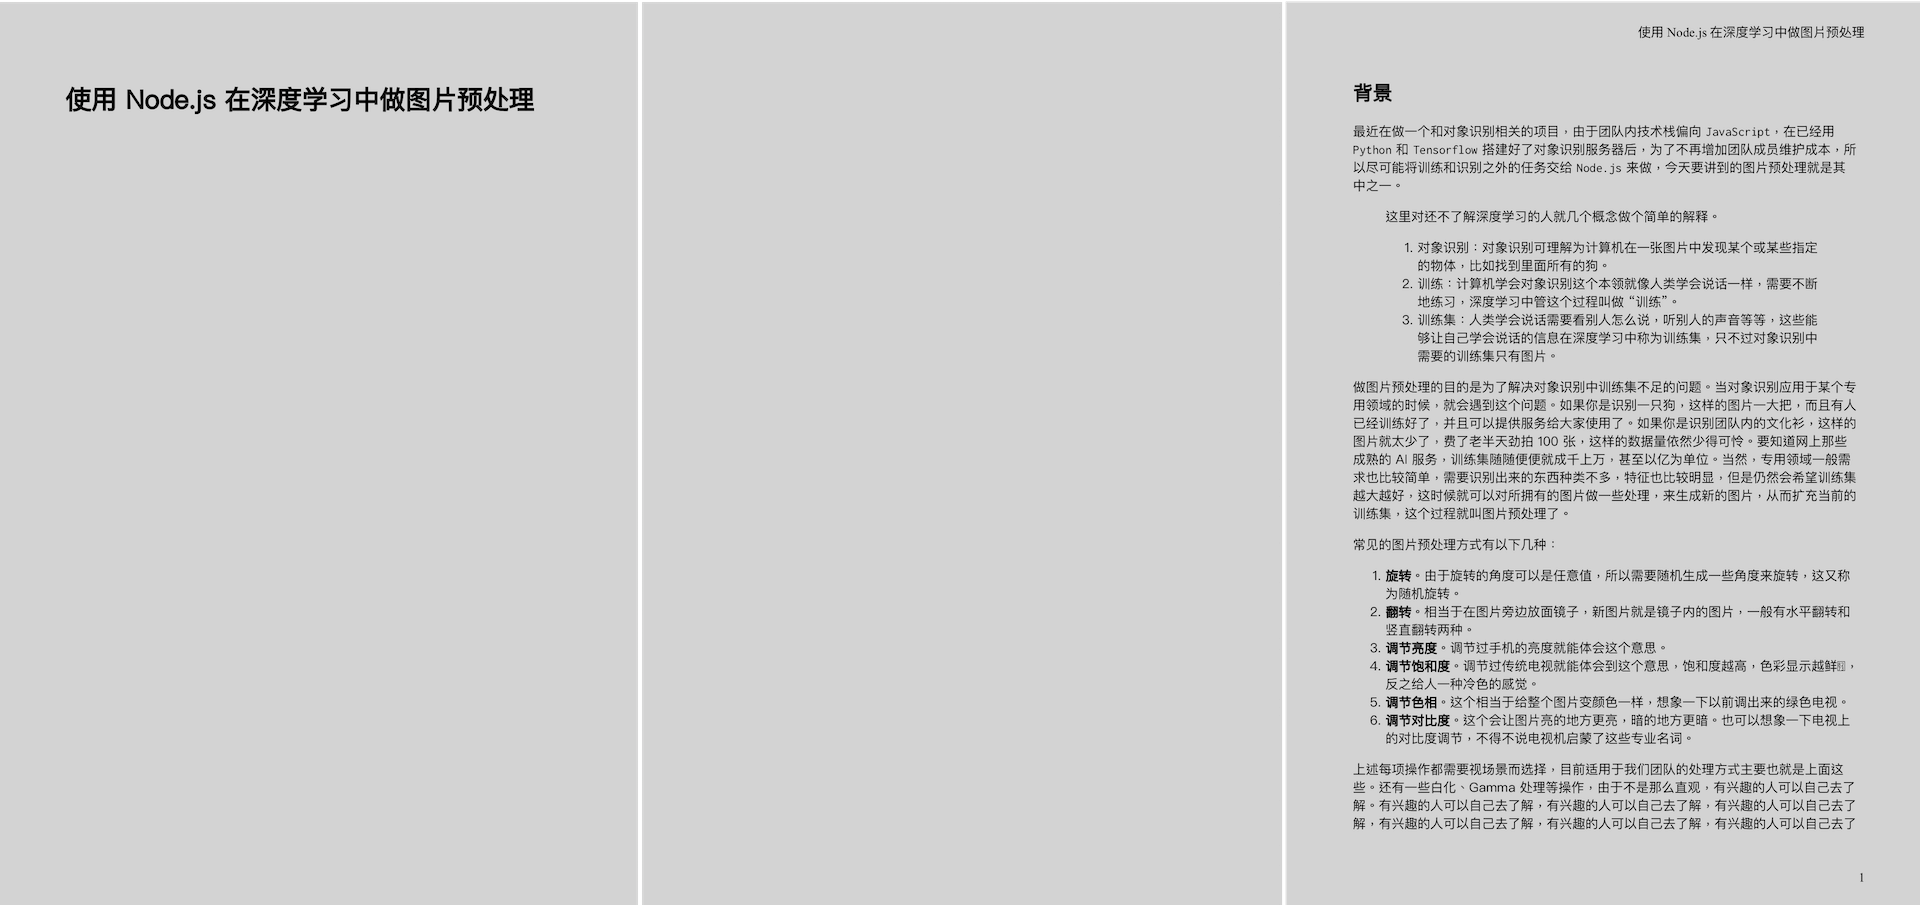 使用 Node.js 在深度学习中做图片预处理
使用 Node.js 在深度学习中做图片预处理
背景
最近在做一个和对象识别相关的项目，由于团队内技术栈偏向 JavaScript，在已经用
Python 和 Tensorflow 搭建好了对象识别服务器后，为了不再增加团队成员维护成本，所
以尽可能将训练和识别之外的任务交给 Node.js 来做，今天要讲到的图片预处理就是其
中之一。
这里对还不了解深度学习的人就几个概念做个简单的解释。
1. 对象识别：对象识别可理解为计算机在一张图片中发现某个或某些指定
的物体，比如找到里面所有的狗。
2. 训练：计算机学会对象识别这个本领就像人类学会说话一样，需要不断
地练习，深度学习中管这个过程叫做 “训练”。
3. 训练集：人类学会说话需要看别人怎么说，听别人的声音等等，这些能
够让自己学会说话的信息在深度学习中称为训练集，只不过对象识别中
需要的训练集只有图片。
做图片预处理的目的是为了解决对象识别中训练集不足的问题。当对象识别应用于某个专
用领域的时候，就会遇到这个问题。如果你是识别一只狗，这样的图片一大把，而且有人
已经训练好了，并且可以提供服务给大家使用了。如果你是识别团队内的文化衫，这样的
图片就太少了，费了老半天劲拍 100 张，这样的数据量依然少得可怜。要知道网上那些
成熟的 AI 服务，训练集随随便便就成千上万，甚至以亿为单位。当然，专用领域一般需
求也比较简单，需要识别出来的东西种类不多，特征也比较明显，但是仍然会希望训练集
越大越好，这时候就可以对所拥有的图片做一些处理，来生成新的图片，从而扩充当前的
训练集，这个过程就叫图片预处理了。
常见的图片预处理方式有以下几种：
1. 旋转。由于旋转的角度可以是任意值，所以需要随机生成一些角度来旋转，这又称
为随机旋转。
2. 翻转。相当于在图片旁边放面镜子，新图片就是镜子内的图片，一般有水平翻转和
竖直翻转两种。
3. 调节亮度。调节过手机的亮度就能体会这个意思。
4. 调节饱和度。调节过传统电视就能体会到这个意思，饱和度越高，色彩显示越鲜，
反之给人一种冷色的感觉。
5. 调节色相。这个相当于给整个图片变颜色一样，想象一下以前调出来的绿色电视。
6. 调节对比度。这个会让图片亮的地方更亮，暗的地方更暗。也可以想象一下电视上
的对比度调节，不得不说电视机启蒙了这些专业名词。
上述每项操作都需要视场景而选择，目前适用于我们团队的处理方式主要也就是上面这
些。还有一些白化、Gamma 处理等操作，由于不是那么直观，有兴趣的人可以自己去了
解。有兴趣的人可以自己去了解，有兴趣的人可以自己去了解，有兴趣的人可以自己去了
解，有兴趣的人可以自己去了解，有兴趣的人可以自己去了解，有兴趣的人可以自己去了
1